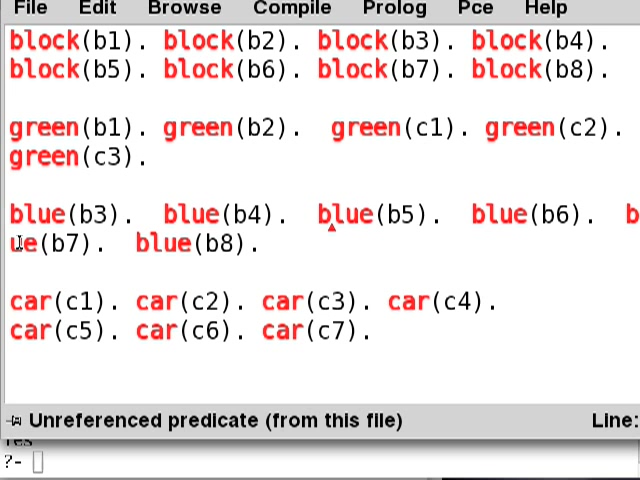 File Edit Browse Compile Prolog Pce Help
block(b1). block(b2). block(b3). block(b4).
block(b5). block(b6). block(b7). block(b8).
green(b1). green(b2). green(c1). green(c2).
green(c3).
blue(b3). blue(b4). blue(b5). blue(b6). b
ue(b7). blue(b8).
car(c1). car(c2). car(c3). car(c4).
car(c5). car(c6). car(c7).
Unreferenced predicate (from this file) Line:
?-